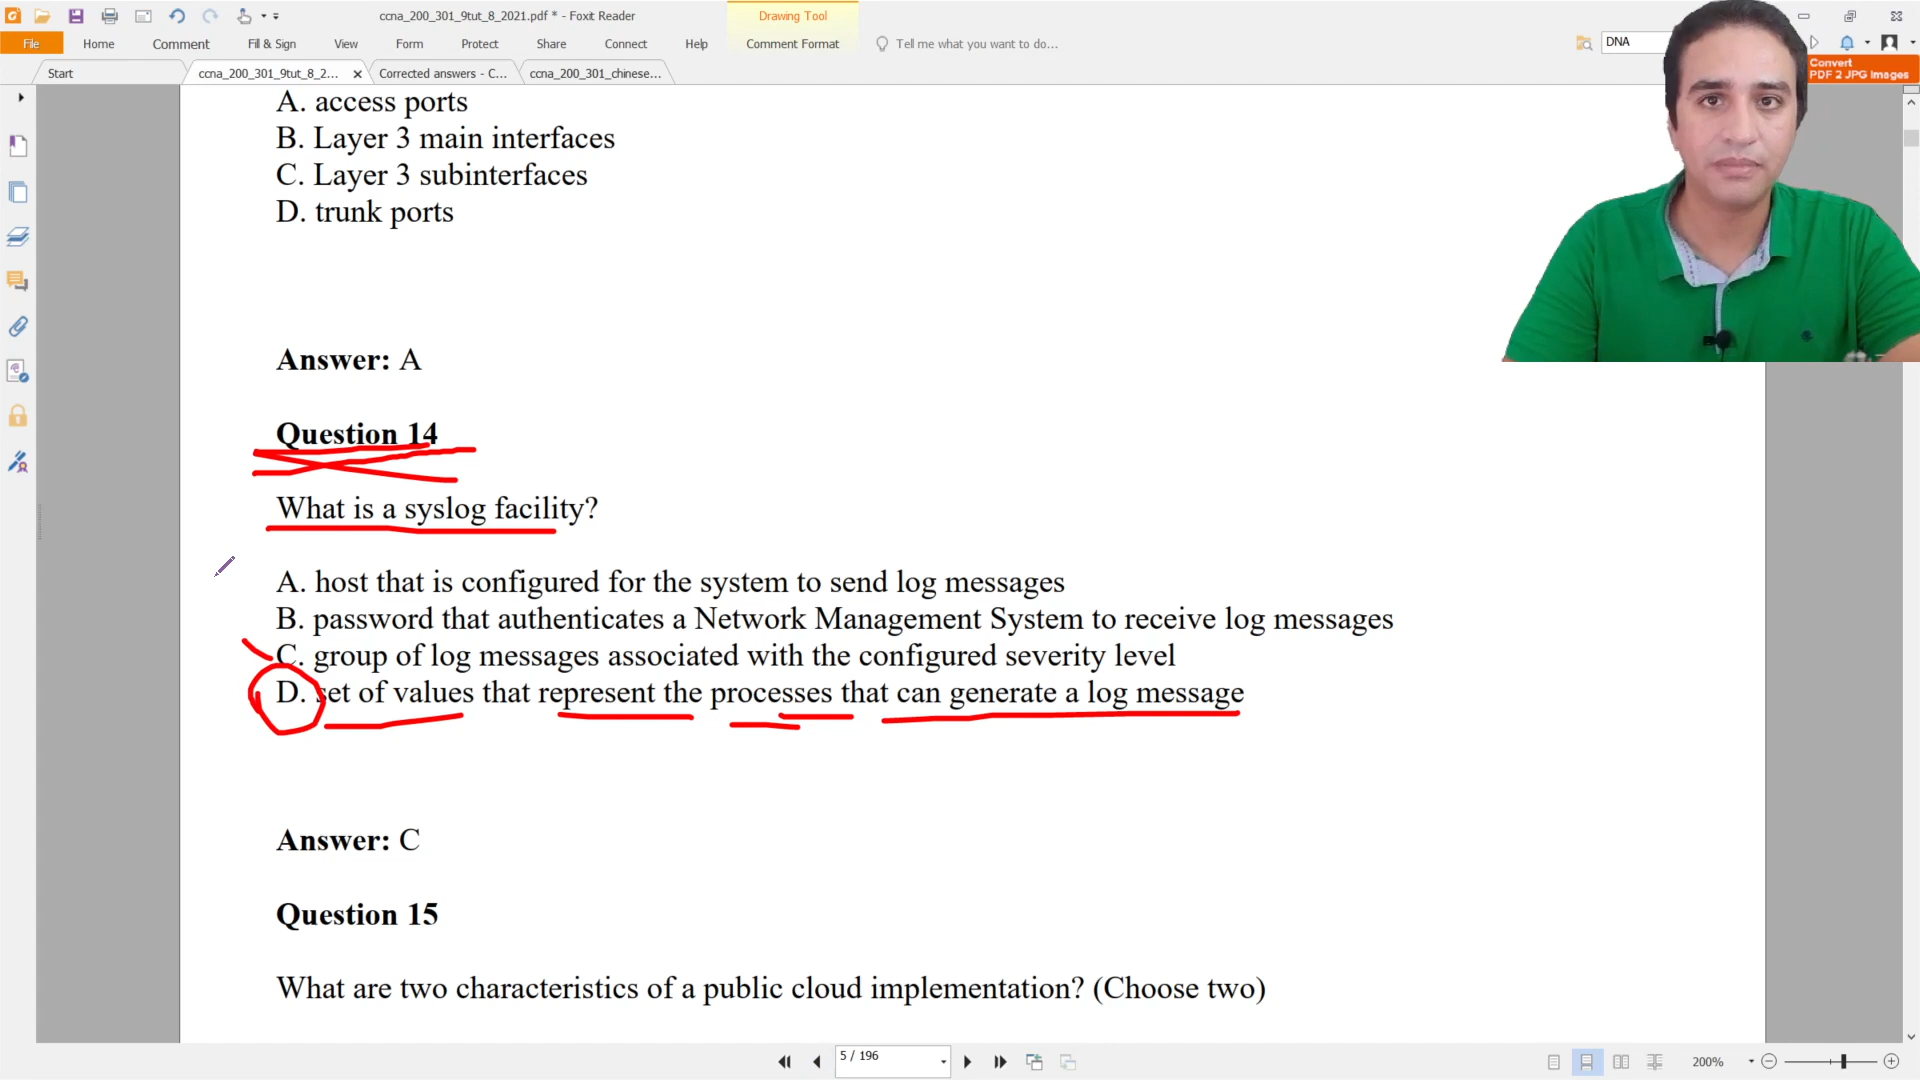 ccna_200_301_9tut_8_2021.pdf * - Foxit Reader
Drawing Tool
File
Home
Comment
Fill & Sign
View
Form
Protect
Share
Connect
Help
Comment Format
Tell me what you want to do...
DNA
Start
ccna_200_301_9tut_8_2...
Corrected answers - C...
ccna_200_301_chinese...
Convert
PDF 2 JPG Images
A. access ports
B. Layer 3 main interfaces
C. Layer 3 subinterfaces
D. trunk ports
Answer: A
Question 14
What is a syslog facility?
A. host that is configured for the system to send log messages
B. password that authenticates a Network Management System to receive log messages
C. group of log messages associated with the configured severity level
D. set of values that represent the processes that can generate a log message
Answer: C
Question 15
What are two characteristics of a public cloud implementation? (Choose two)
5 / 196
200%